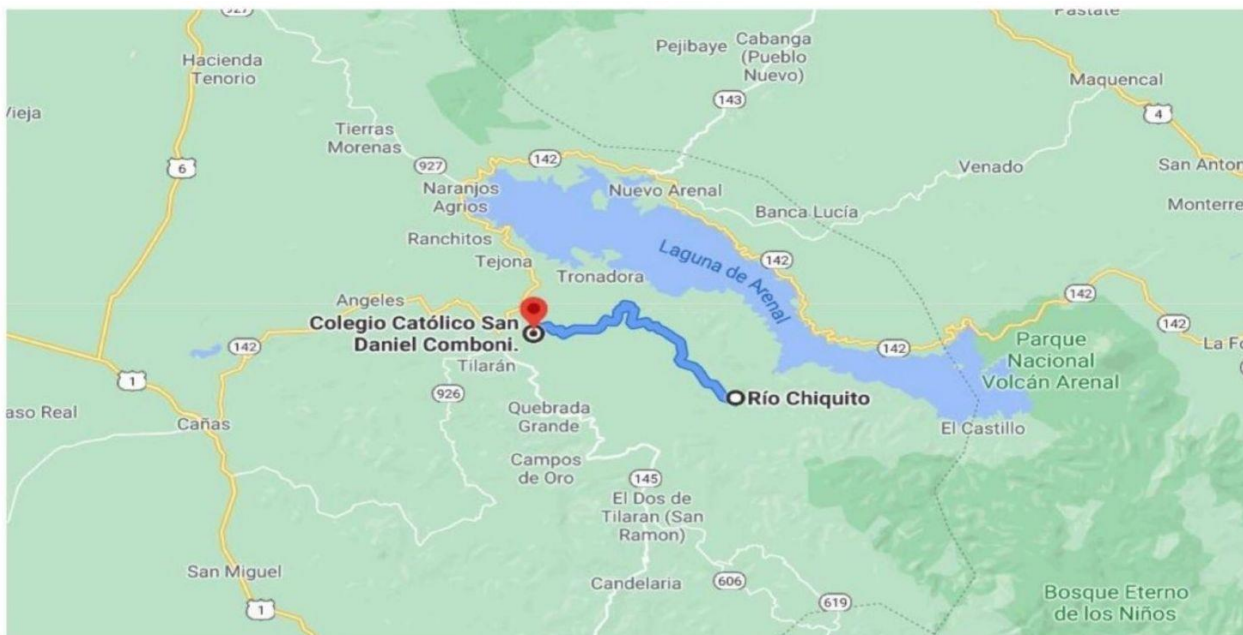 927
Pastate
Hacienda
Tenorio
Pejibaye
Cabanga
(Pueblo
Nuevo)
Maquencal
143
4
Vieja
Tierras
Morenas
6
927
142
Venado
San Anton
Naranjos
Agrios
Nuevo Arenal
Banca Lucía
Monterre
Ranchitos
Tejona
Tronadora
Laguna de Arenal
142
142
Angeles
Colegio Católico San
Daniel Comboni.
Tilarán
142
142
Parque
Nacional
Volcán Arenal
La Fo
1
926
Río Chiquito
aso Real
Cañas
Quebrada
Grande
El Castillo
Campos
de Oro
145
El Dos de
Tilaran (San
Ramon)
San Miguel
Candelaria
606
619
1
Bosque Eterno
de los Niños